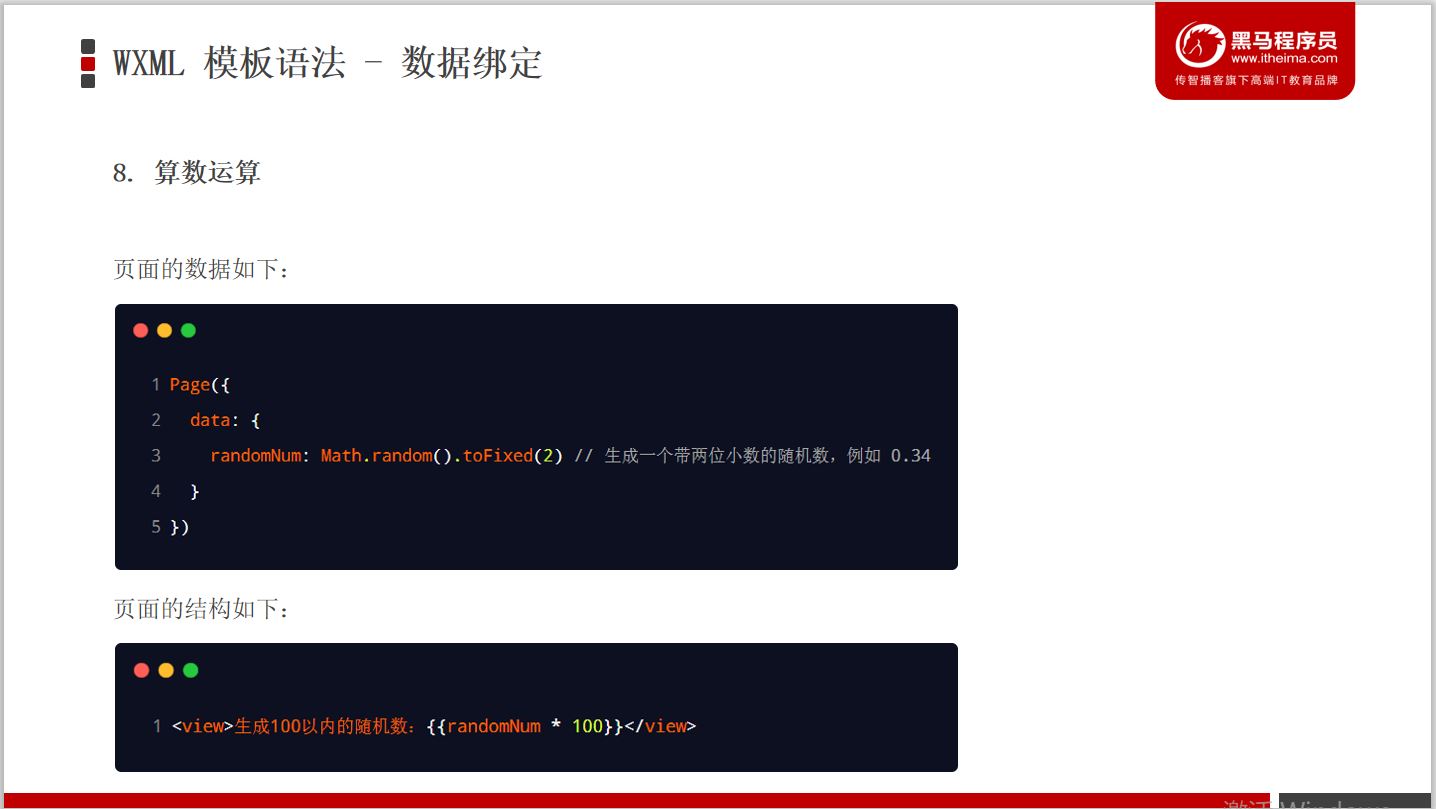 WXML 模板语法 - 数据绑定
黑马程序员
www.itheima.com
传智播客旗下高端IT教育品牌
8. 算数运算
页面的数据如下：
1 Page({
2   data: {
3     randomNum: Math.random().toFixed(2) // 生成一个带两位小数的随机数，例如 0.34
4   }
5 })
页面的结构如下：
1 <view>生成100以内的随机数：{{randomNum * 100}}</view>
激活 Windows